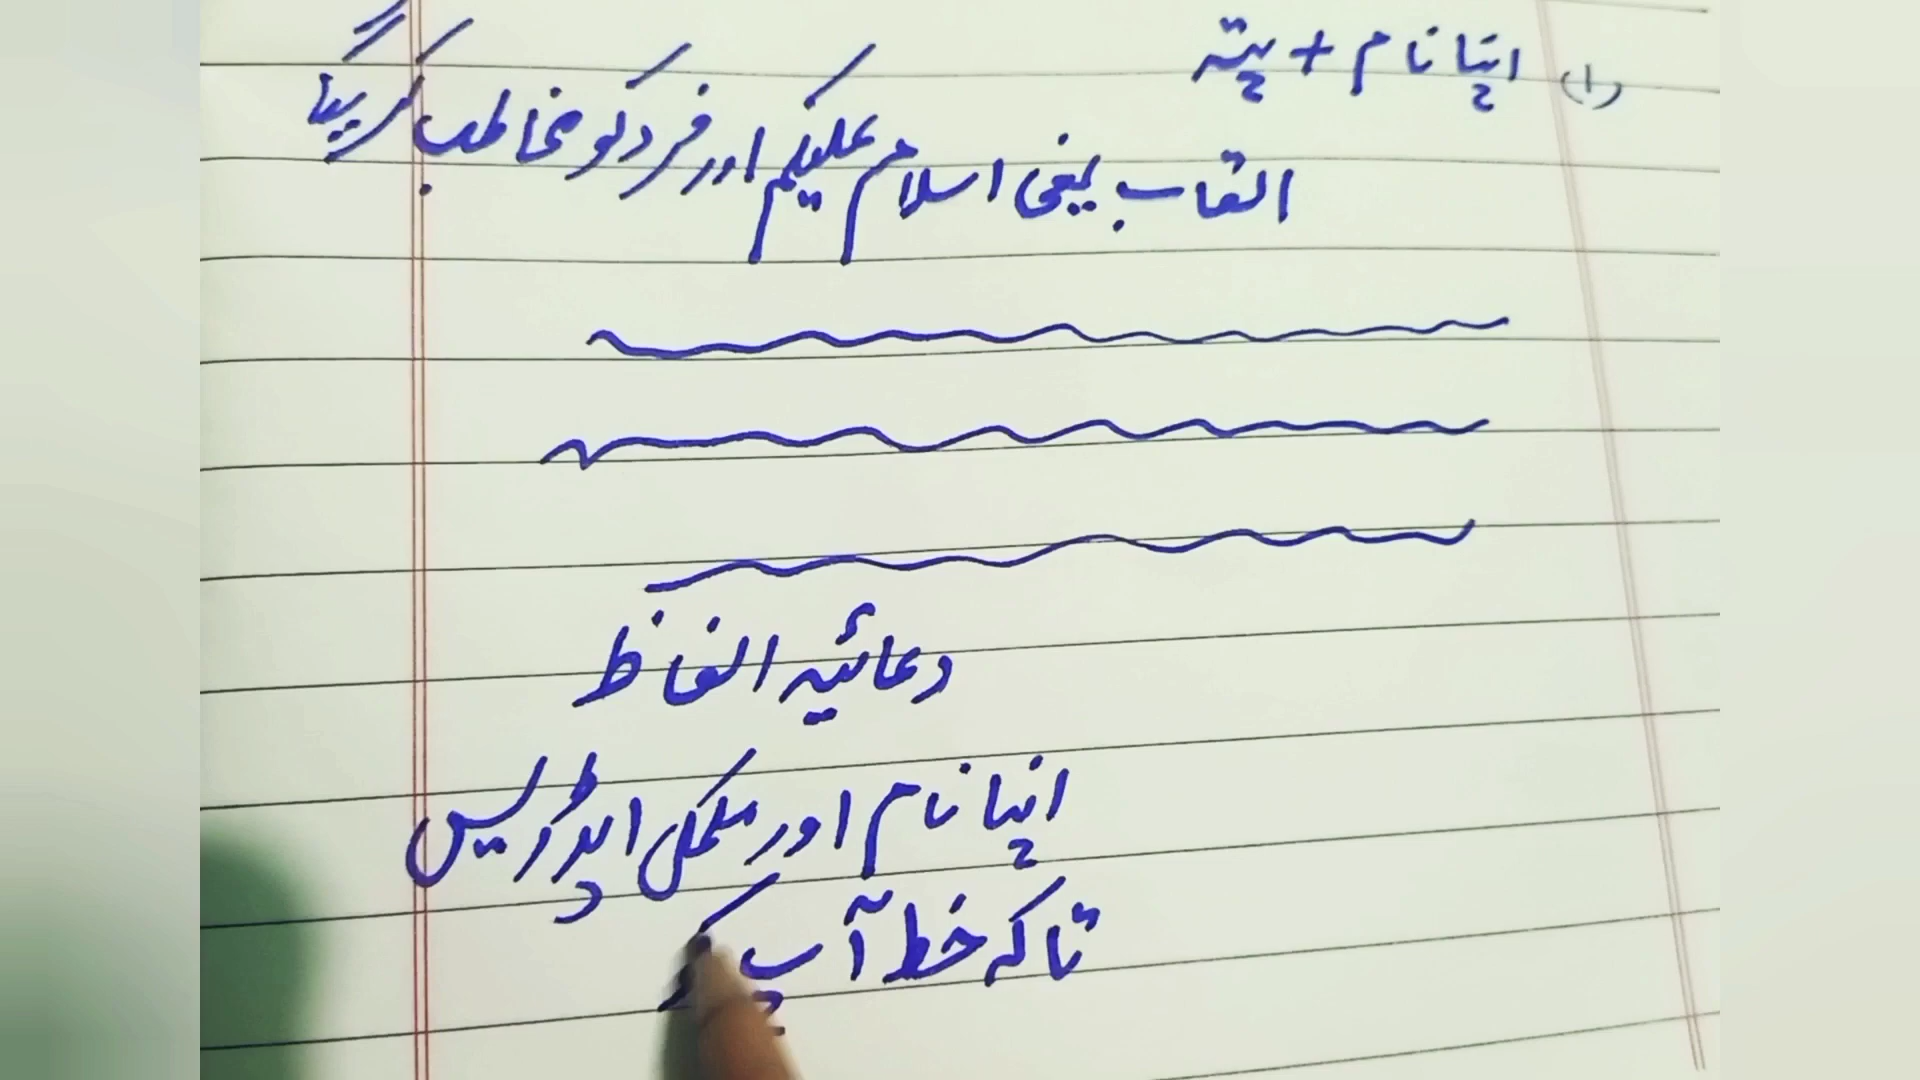 (۱) اپنا نام + پتہ
القاب یعنی اسلام علیکم اور فرد کو مخاطب کریگا
دعائیہ الفاظ
اپنا نام اور مکمل ایڈریس
تاکہ خط آپ